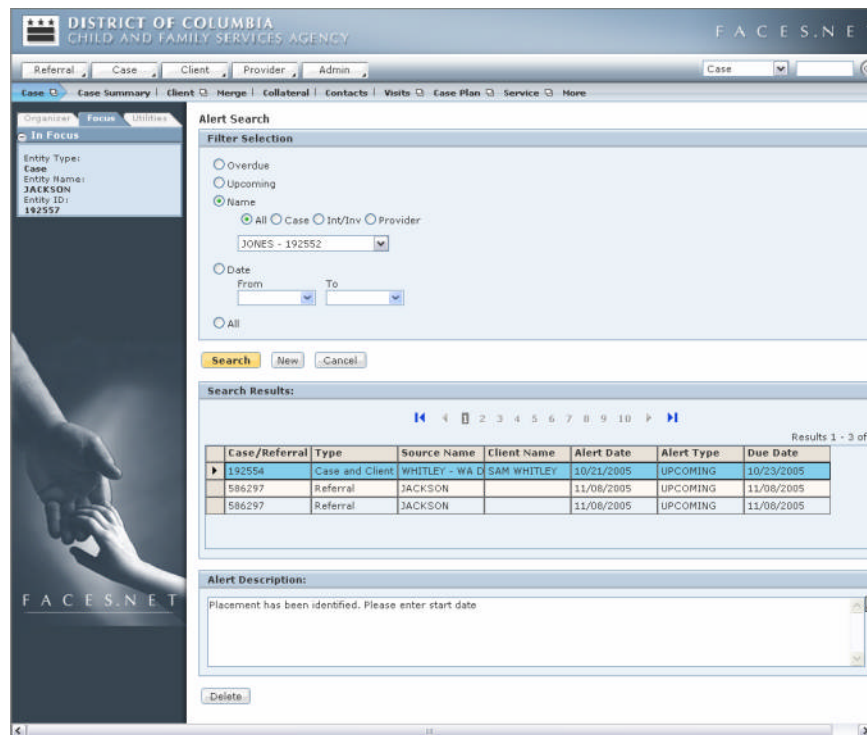 DISTRICT OF COLUMBIA
CHILD AND FAMILY SERVICES AGENCY
F A C E S.N E
Referral Case Client Provider Admin Case
Case Case Summary | Client Merge | Collateral | Contacts | Visits Case Plan Service More
Organizer Focus Utilities
In Focus
Entity Type:
Case
Entity Name:
JACKSON
Entity ID:
192557
Alert Search
Filter Selection
Overdue
Upcoming
Name
All Case Int/Inv Provider
JONES - 192552
Date
From To
All
Search New Cancel
Search Results:
1 2 3 4 5 6 7 8 9 10
Results 1 - 3 of
Case/Referral Type Source Name Client Name Alert Date Alert Type Due Date
192554 Case and Client WHITLEY - WA D SAM WHITLEY 10/21/2005 UPCOMING 10/23/2005
586297 Referral JACKSON 11/08/2005 UPCOMING 11/08/2005
586297 Referral JACKSON 11/08/2005 UPCOMING 11/08/2005
Alert Description:
Placement has been identified. Please enter start date
F A C E S.N E T
Delete